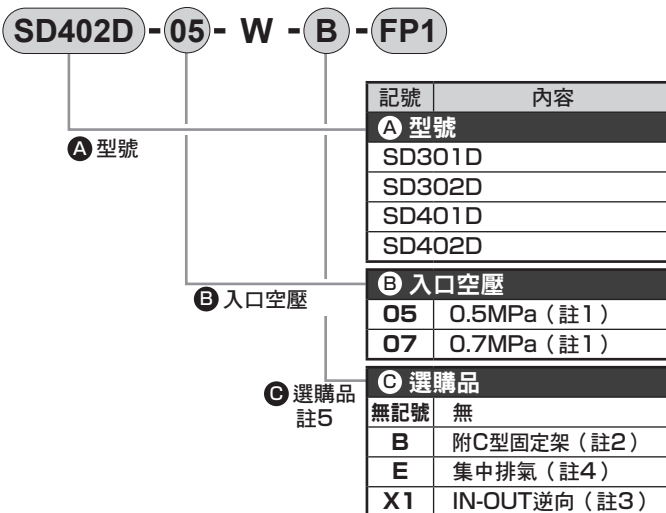 SD402D-05- W -B-FP1
記號 內容
A 型號
A 型號
SD301D
SD302D
SD401D
SD402D
B 入口空壓
B 入口空壓
05 0.5MPa（註1）
07 0.7MPa（註1）
C 選購品
註5
C 選購品
無記號 無
B 附C型固定架（註2）
E 集中排氣（註4）
X1 IN-OUT逆向（註3）